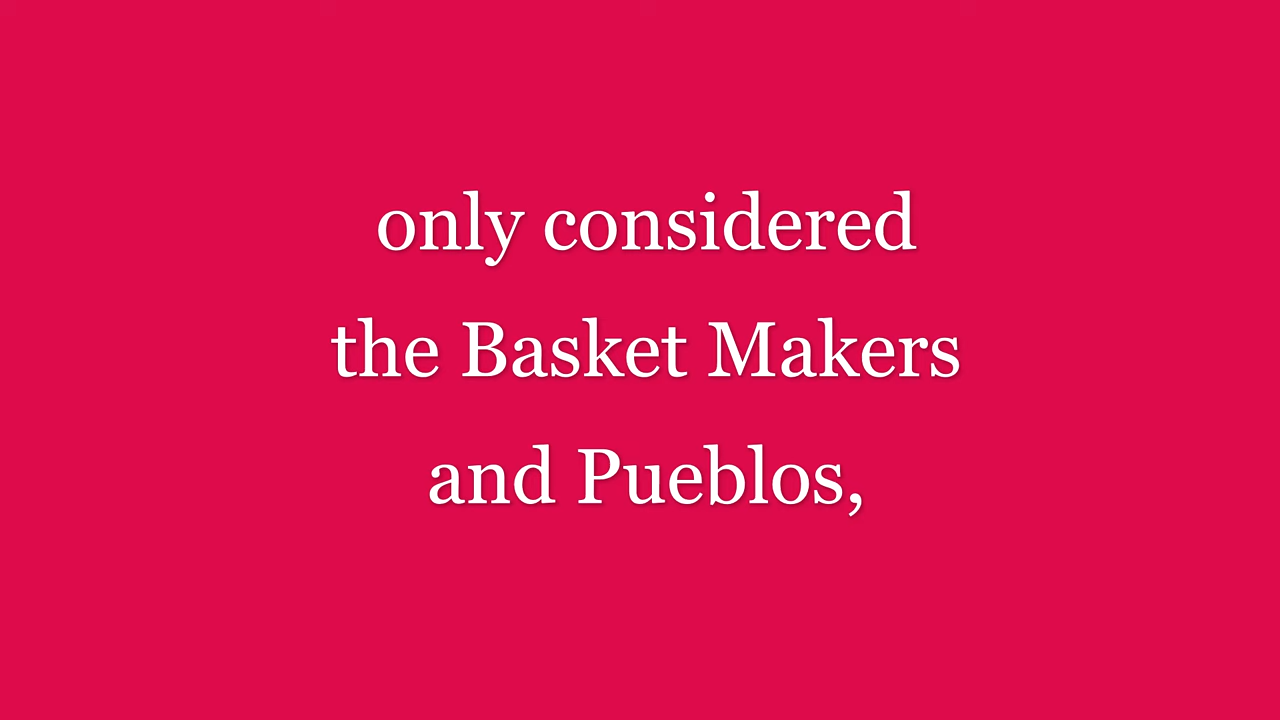 only considered
the Basket Makers
and Pueblos,